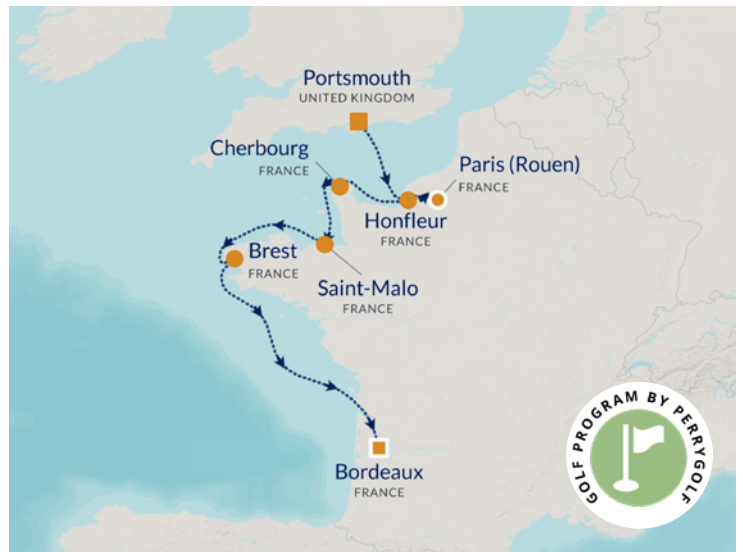 Portsmouth
UNITED KINGDOM
Cherbourg
FRANCE
Paris (Rouen)
FRANCE
Honfleur
FRANCE
Brest
FRANCE
Saint-Malo
FRANCE
Bordeaux
FRANCE
GOLF PROGRAM BY PERRYGOLF